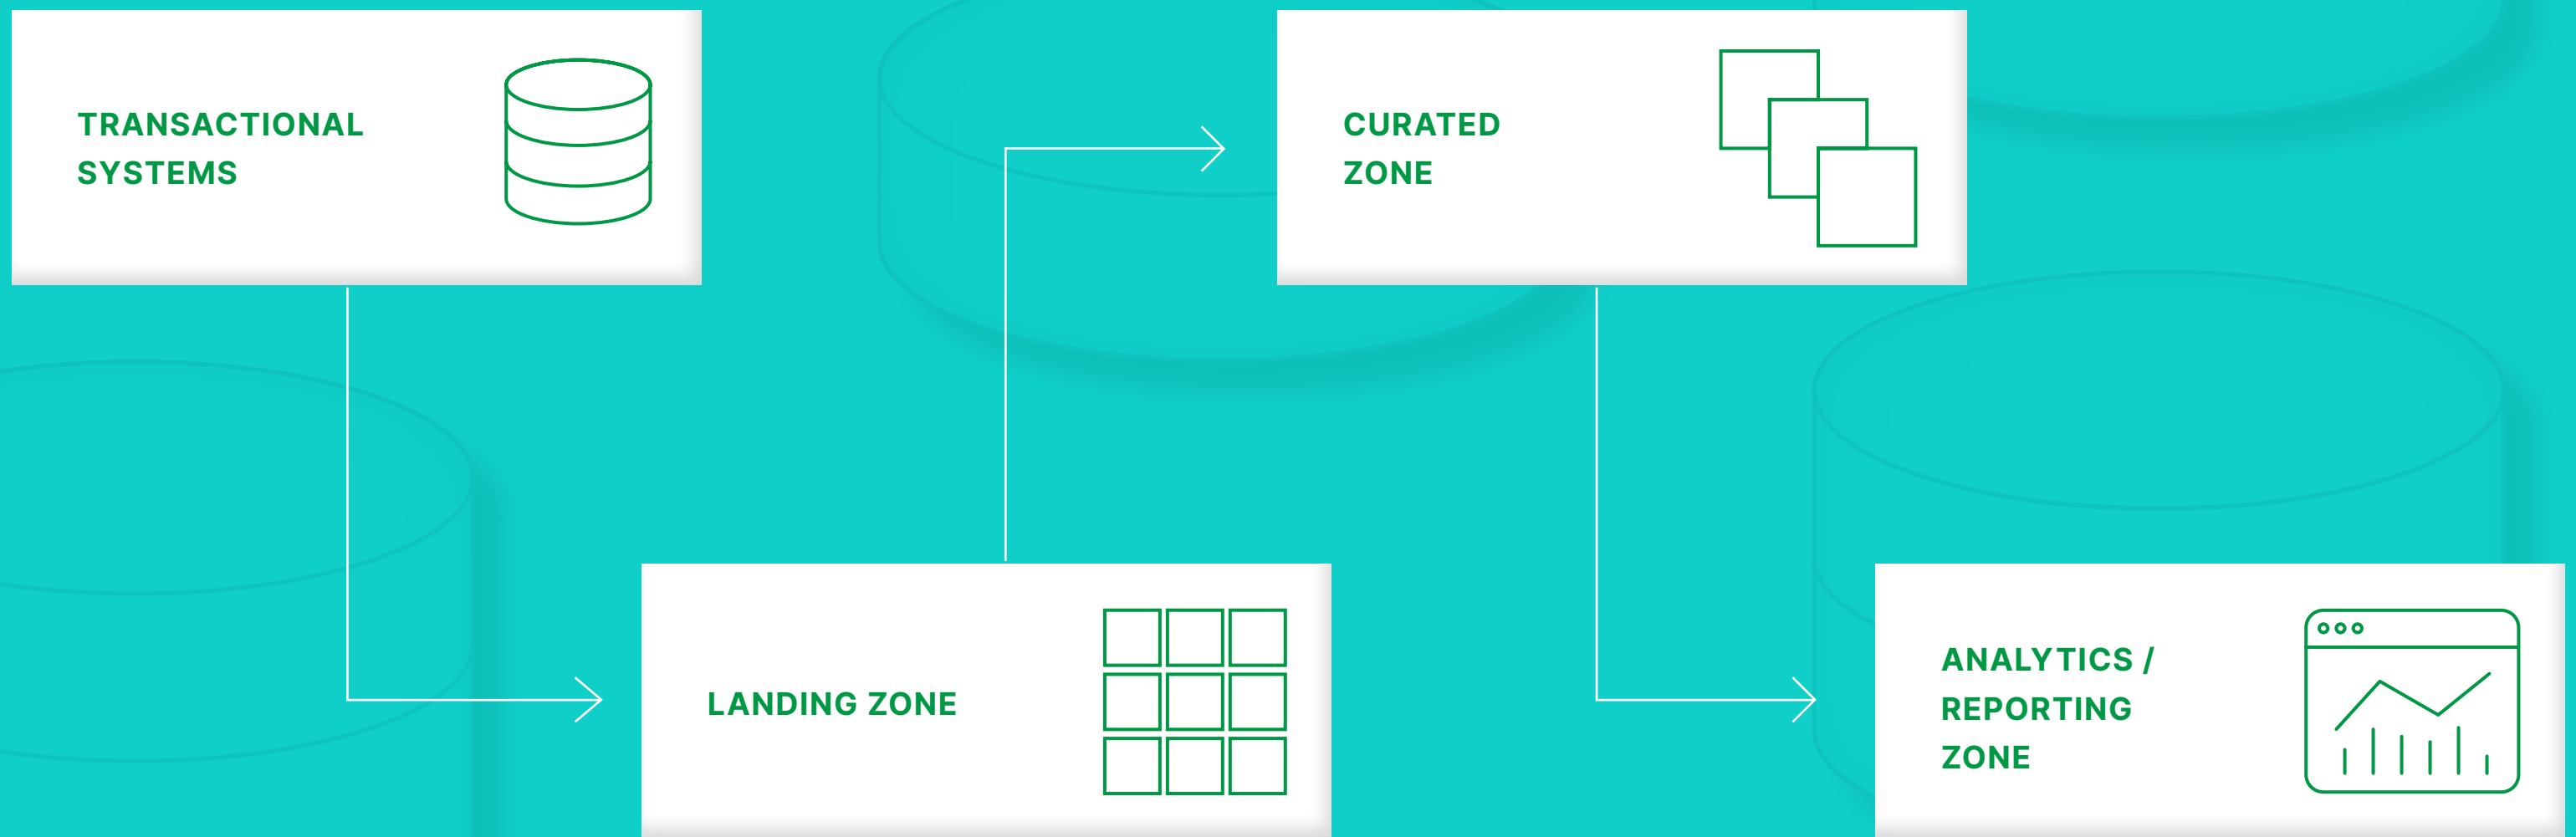 TRANSACTIONAL
SYSTEMS
LANDING ZONE
CURATED
ZONE
ANALYTICS /
REPORTING
ZONE